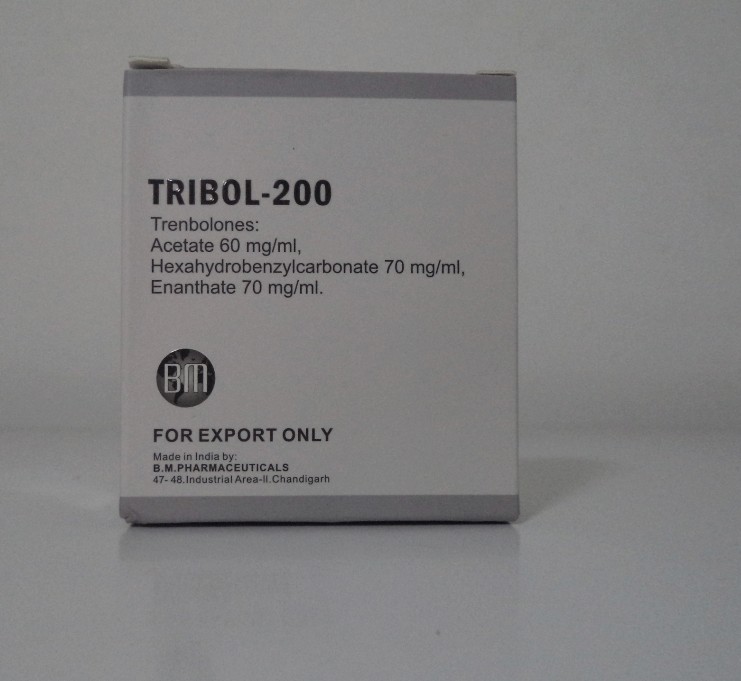 TRIBOL-200
Trenbolones:
Acetate 60 mg/ml,
Hexahydrobenzylcarbonate 70 mg/ml,
Enanthate 70 mg/ml.
BM
FOR EXPORT ONLY
Made in India by:
B.M.PHARMACEUTICALS
47- 48.Industrial Area-II.Chandigarh